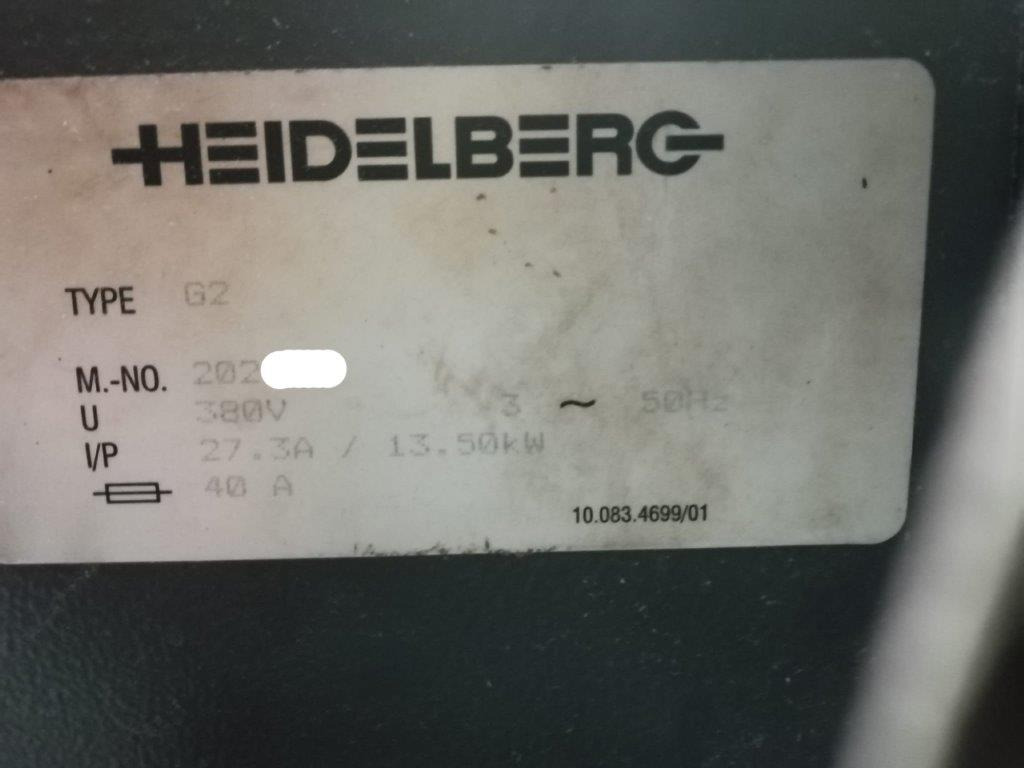 HEIDELBERG
TYPE G2
M.-NO. 202
U 380V 3 ~ 50Hz
I/P 27.3A / 13.50kW
40 A
10.083.4699/01